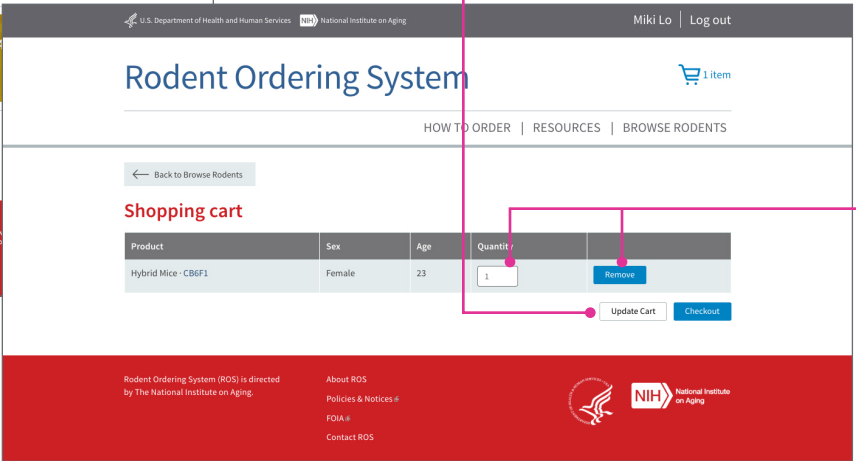 U.S. Department of Health and Human Services NIH National Institute on Aging
Miki Lo | Log out
Rodent Ordering System
1 item
HOW TO ORDER | RESOURCES | BROWSE RODENTS
← Back to Browse Rodents
Shopping cart
Product Sex Age Quantity
Hybrid Mice · CB6F1 Female 23 1 Remove
Update Cart Checkout
Rodent Ordering System (ROS) is directed
by The National Institute on Aging.
About ROS
Policies & Notices
FOIA
Contact ROS
NIH National Institute
on Aging